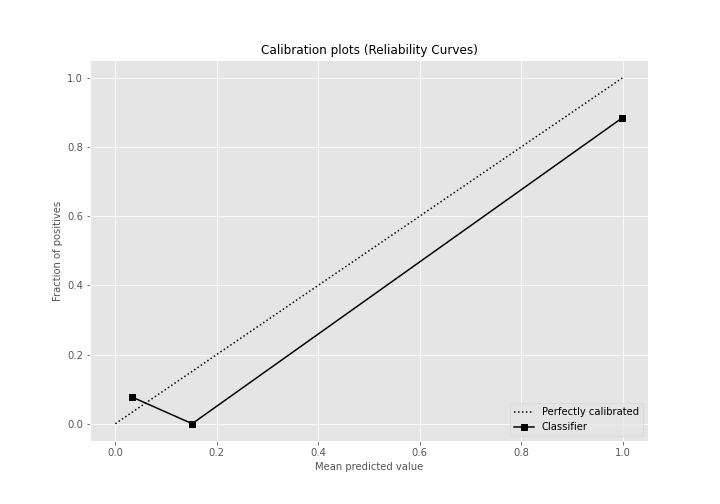 Calibration plots (Reliability Curves)
1.0
0.8
0.6
0.4
0.2
0.0
Fraction of positives
0.0 0.2 0.4 0.6 0.8 1.0
Mean predicted value
Perfectly calibrated
Classifier